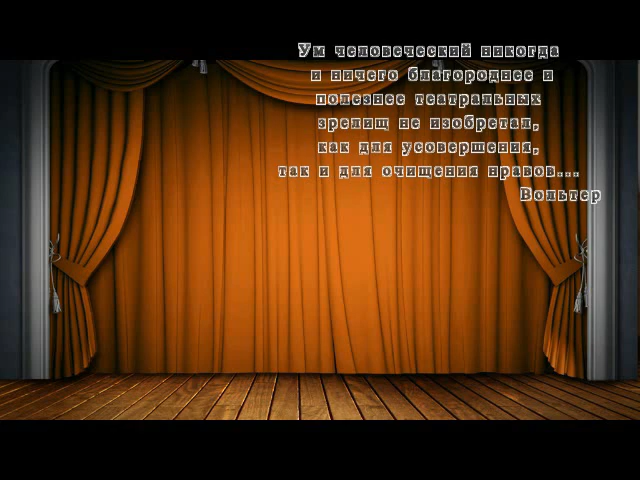 Ум человеческий никогда
и ничего благороднее и
полезнее театральных
зрелищ не изобретал,
как для усовершения,
так и для очищения нравов...
Вольтер